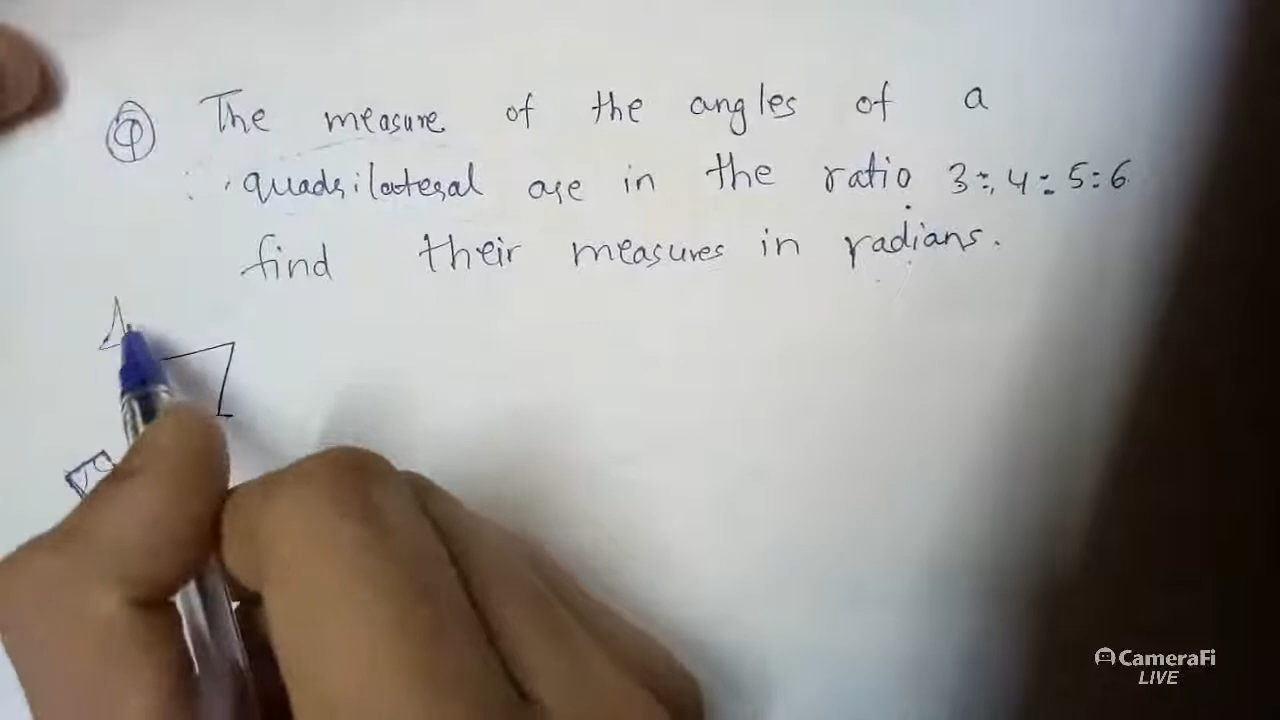 Q The measure of the angles of a
quadrilateral are in the ratio 3:4:5:6
find their measures in radians.
CameraFi
LIVE